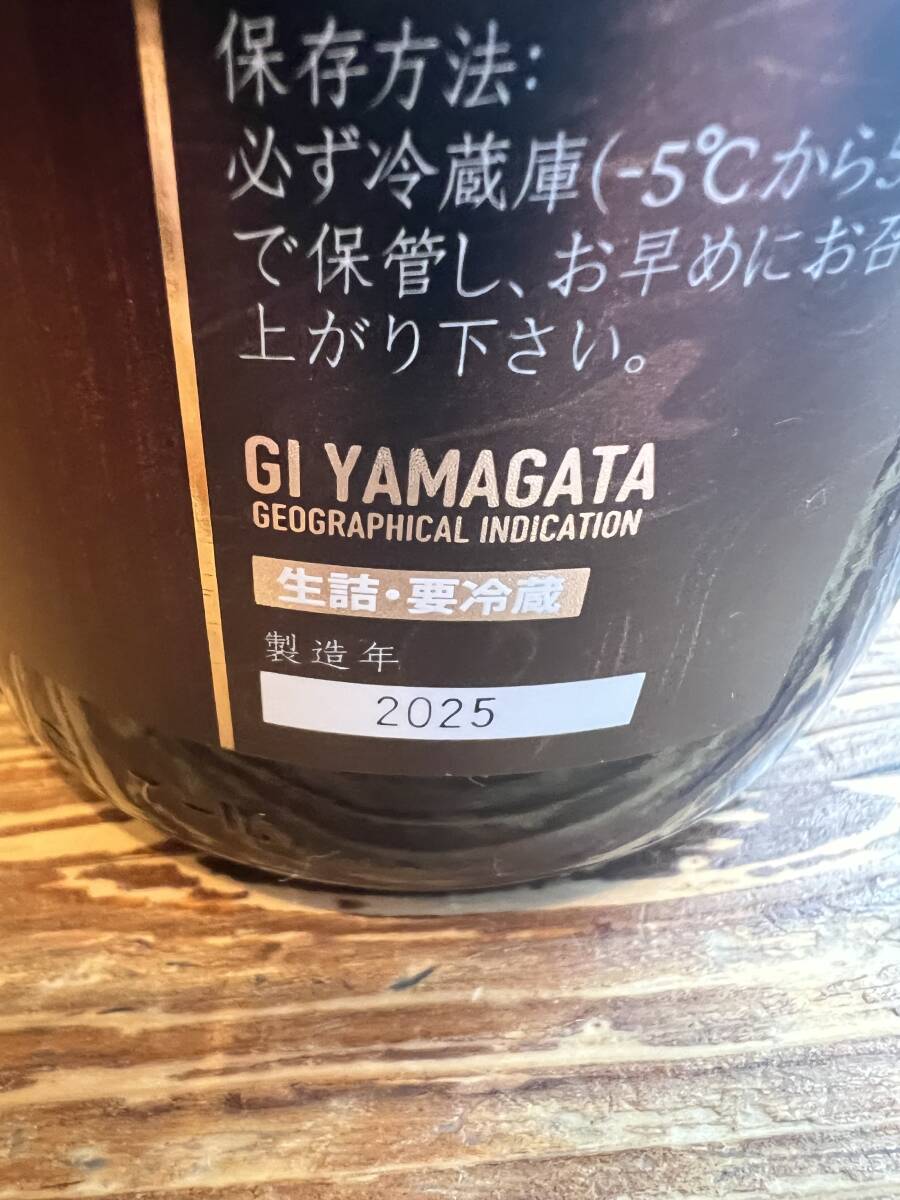 保存方法:
必ず冷蔵庫(-5℃から5
で保管し、お早めにお召
上がり下さい。
GI YAMAGATA
GEOGRAPHICAL INDICATION
生詰・要冷蔵
製造年
2025